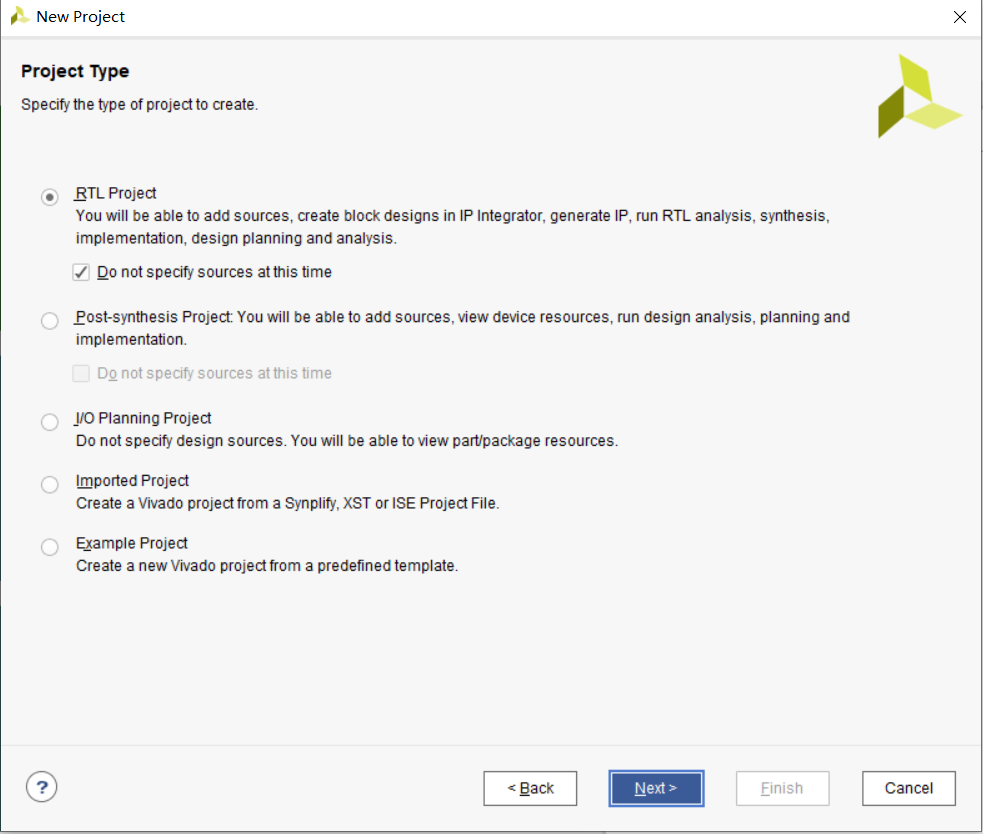 New Project
Project Type
Specify the type of project to create.
RTL Project
You will be able to add sources, create block designs in IP Integrator, generate IP, run RTL analysis, synthesis,
implementation, design planning and analysis.
Do not specify sources at this time
Post-synthesis Project: You will be able to add sources, view device resources, run design analysis, planning and
implementation.
Do not specify sources at this time
I/O Planning Project
Do not specify design sources. You will be able to view part/package resources.
Imported Project
Create a Vivado project from a Synplify, XST or ISE Project File.
Example Project
Create a new Vivado project from a predefined template.
?
< Back
Next >
Finish
Cancel